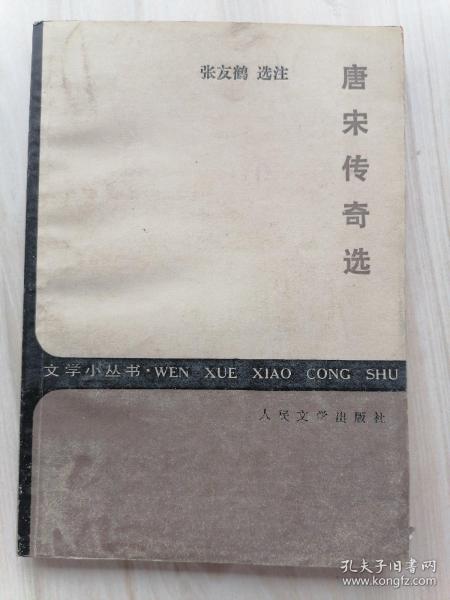 张友鹤 选注
唐宋传奇选
文学小丛书·WEN XUE XIAO CONG SHU
人民文学出版社
孔夫子旧书网
www.kongfz.com